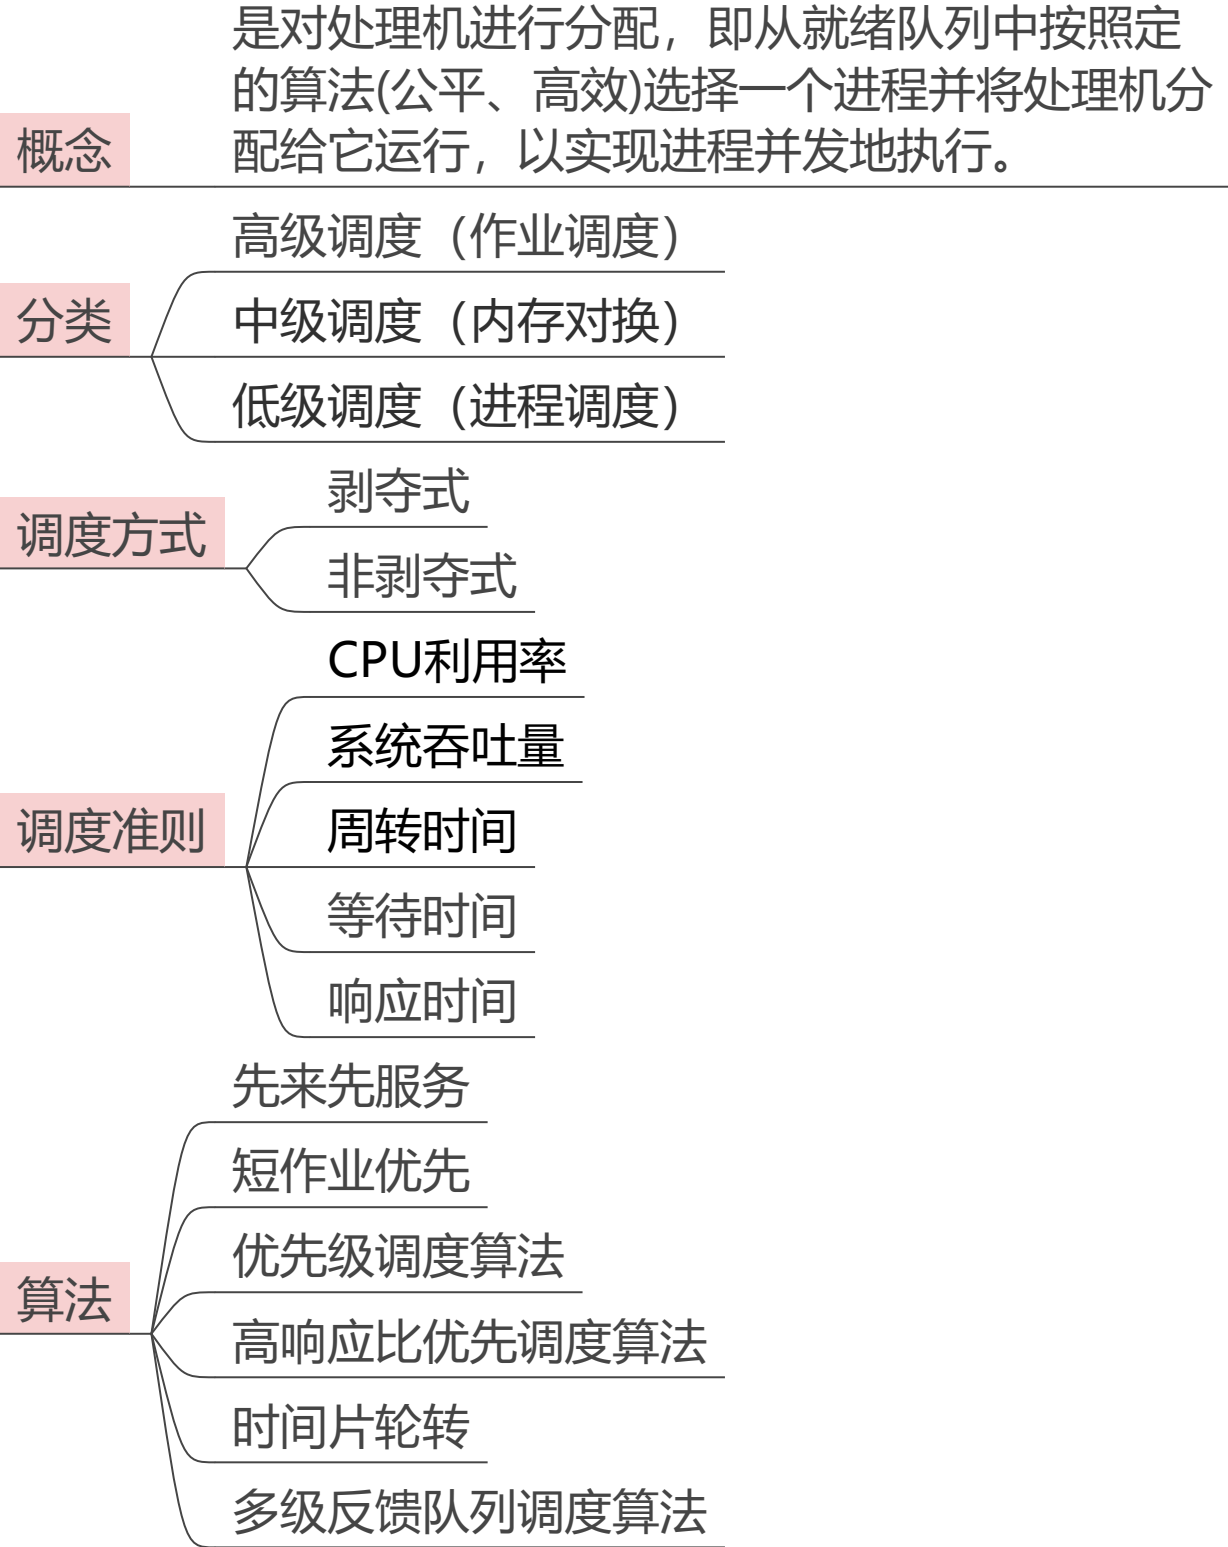 概念
是对处理机进行分配，即从就绪队列中按照定
的算法(公平、高效)选择一个进程并将处理机分
配给它运行，以实现进程并发地执行。
分类
高级调度（作业调度）
中级调度（内存对换）
低级调度（进程调度）
调度方式
剥夺式
非剥夺式
调度准则
CPU利用率
系统吞吐量
周转时间
等待时间
响应时间
算法
先来先服务
短作业优先
优先级调度算法
高响应比优先调度算法
时间片轮转
多级反馈队列调度算法